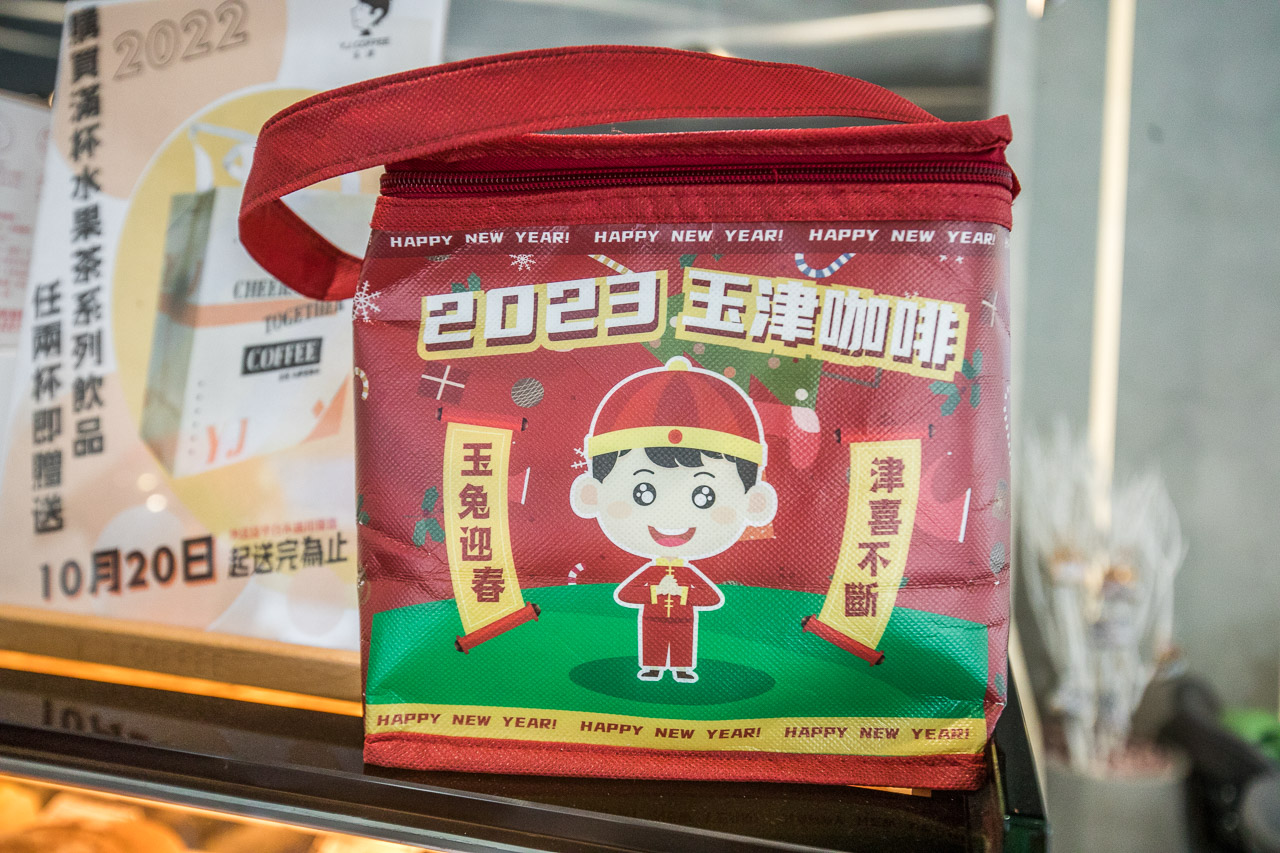 2022
購買滿杯水果茶系列飲品
任兩杯即贈送
10月20日 起送完為止
TOGETHER
COFFEE
YJ
HAPPY NEW YEAR! HAPPY NEW YEAR! HAPPY NEW YEAR!
2023 玉津咖啡
玉兔迎春
津喜不斷
HAPPY NEW YEAR! HAPPY NEW YEAR! HAPPY NEW YEAR!